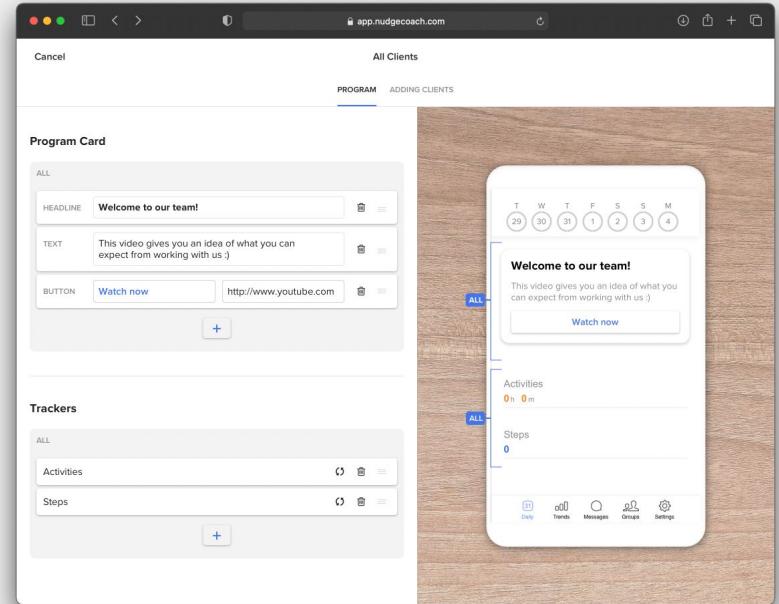 app.nudgecoach.com
Cancel
All Clients
PROGRAM ADDING CLIENTS
Program Card
ALL
HEADLINE Welcome to our team!
TEXT This video gives you an idea of what you can
expect from working with us :)
BUTTON Watch now http://www.youtube.com
+
Trackers
ALL
Activities
Steps
+
T W T F S S M
29 30 31 1 2 3 4
Welcome to our team!
This video gives you an idea of what you
can expect from working with us :)
ALL
Watch now
Activities
0 h 0 m
ALL
Steps
0
31
Daily Trends Messages Groups Settings